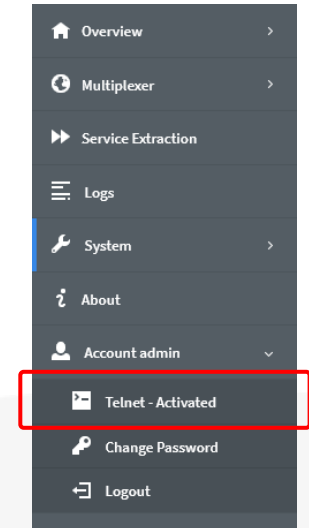 Overview
Multiplexer
Service Extraction
Logs
System
About
Account admin
Telnet - Activated
Change Password
Logout